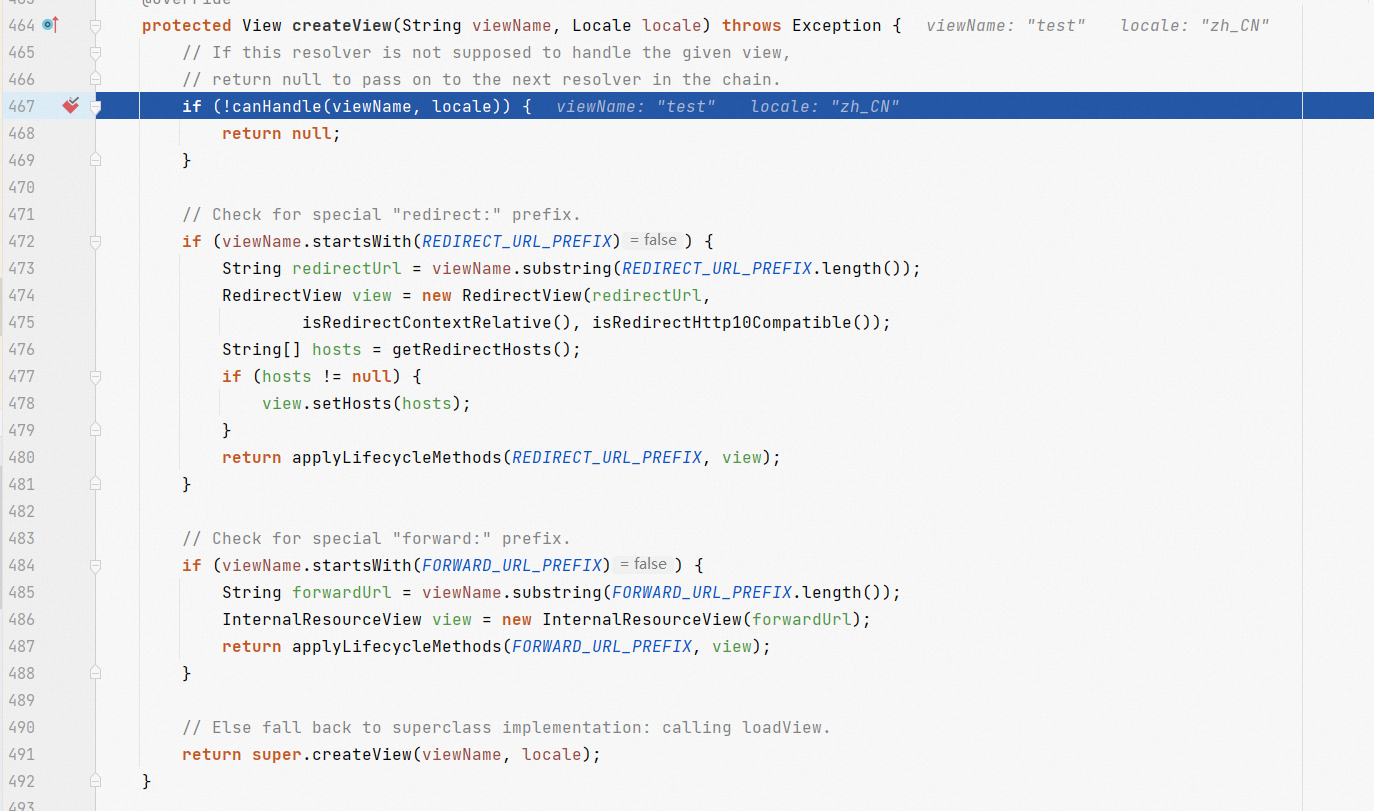 463 @Override
464 protected View createView(String viewName, Locale locale) throws Exception { viewName: "test" locale: "zh_CN"
465 // If this resolver is not supposed to handle the given view,
466 // return null to pass on to the next resolver in the chain.
467 if (!canHandle(viewName, locale)) { viewName: "test" locale: "zh_CN"
468 return null;
469 }
470
471 // Check for special "redirect:" prefix.
472 if (viewName.startsWith(REDIRECT_URL_PREFIX) = false ) {
473 String redirectUrl = viewName.substring(REDIRECT_URL_PREFIX.length());
474 RedirectView view = new RedirectView(redirectUrl,
475 isRedirectContextRelative(), isRedirectHttp10Compatible());
476 String[] hosts = getRedirectHosts();
477 if (hosts != null) {
478 view.setHosts(hosts);
479 }
480 return applyLifecycleMethods(REDIRECT_URL_PREFIX, view);
481 }
482
483 // Check for special "forward:" prefix.
484 if (viewName.startsWith(FORWARD_URL_PREFIX) = false ) {
485 String forwardUrl = viewName.substring(FORWARD_URL_PREFIX.length());
486 InternalResourceView view = new InternalResourceView(forwardUrl);
487 return applyLifecycleMethods(FORWARD_URL_PREFIX, view);
488 }
489
490 // Else fall back to superclass implementation: calling loadView.
491 return super.createView(viewName, locale);
492 }
493